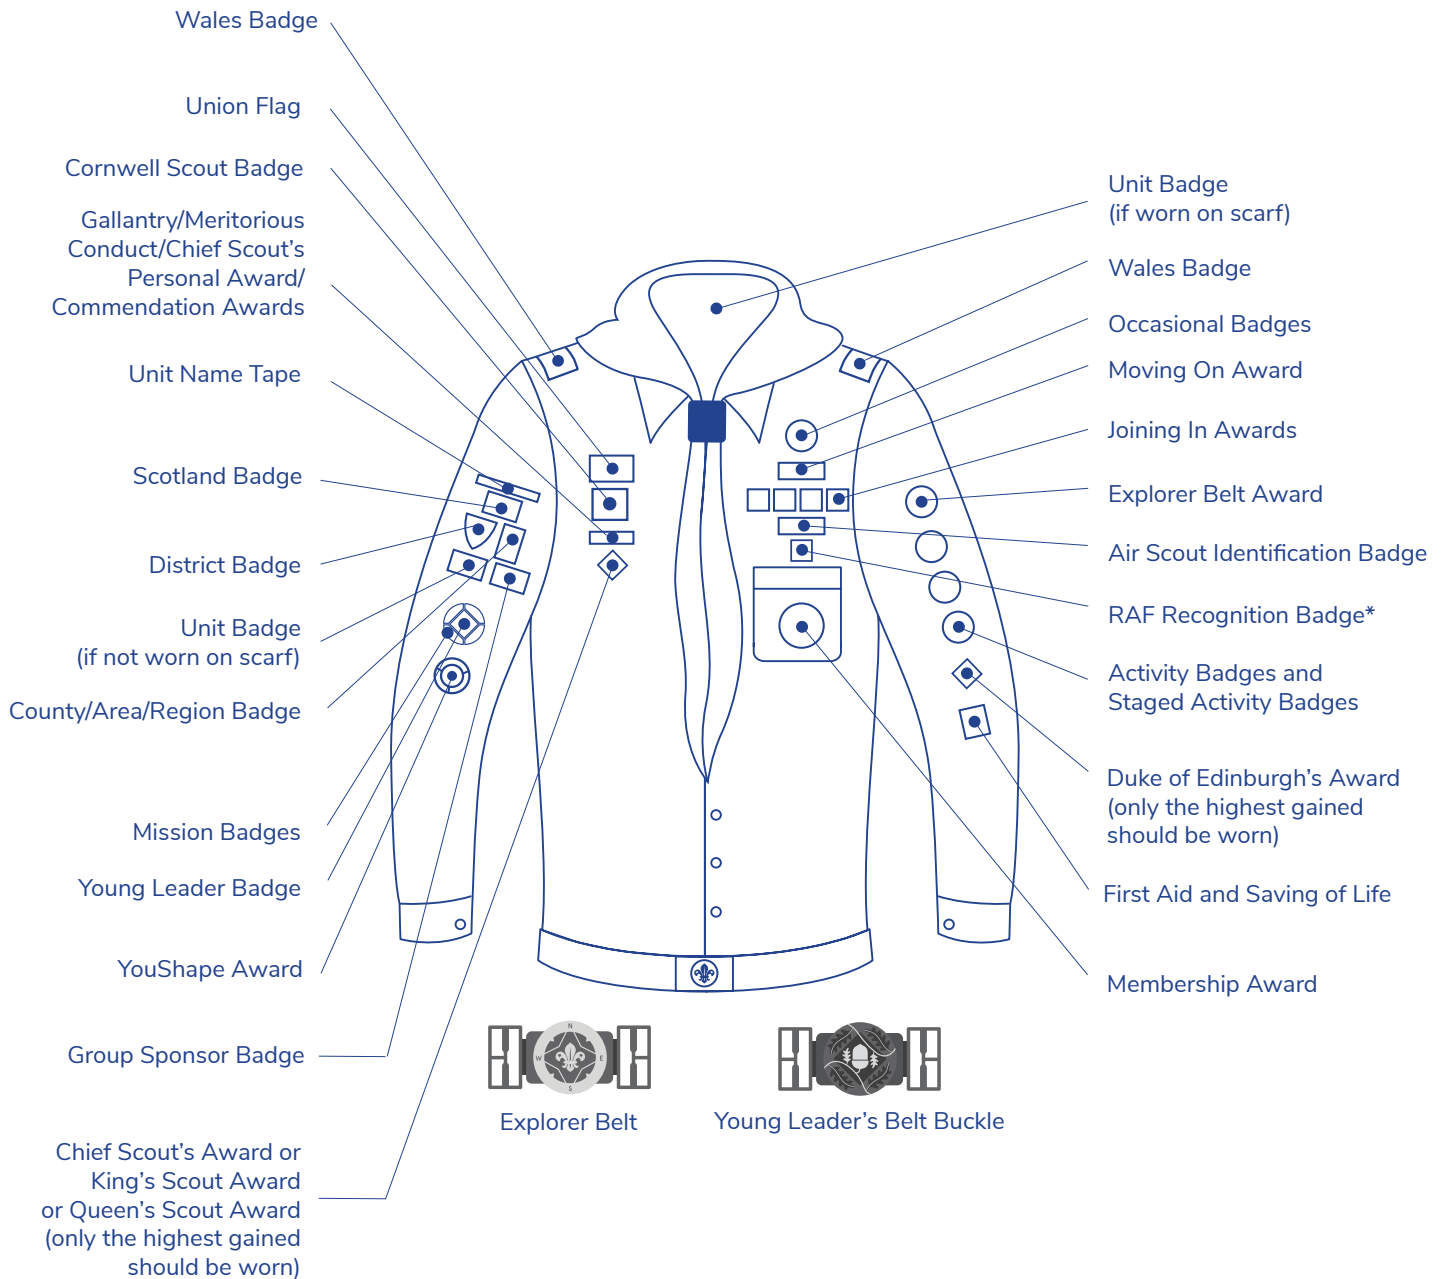 Wales Badge
Union Flag
Cornwell Scout Badge
Gallantry/Meritorious
Conduct/Chief Scout's
Personal Award/
Commendation Awards
Unit Name Tape
Scotland Badge
District Badge
Unit Badge
(if not worn on scarf)
County/Area/Region Badge
Mission Badges
Young Leader Badge
YouShape Award
Group Sponsor Badge
Chief Scout's Award or
King's Scout Award
or Queen's Scout Award
(only the highest gained
should be worn)
Unit Badge
(if worn on scarf)
Wales Badge
Occasional Badges
Moving On Award
Joining In Awards
Explorer Belt Award
Air Scout Identification Badge
RAF Recognition Badge*
Activity Badges and
Staged Activity Badges
Duke of Edinburgh's Award
(only the highest gained
should be worn)
First Aid and Saving of Life
Membership Award
N
W
E
S
Explorer Belt
Young Leader's Belt Buckle